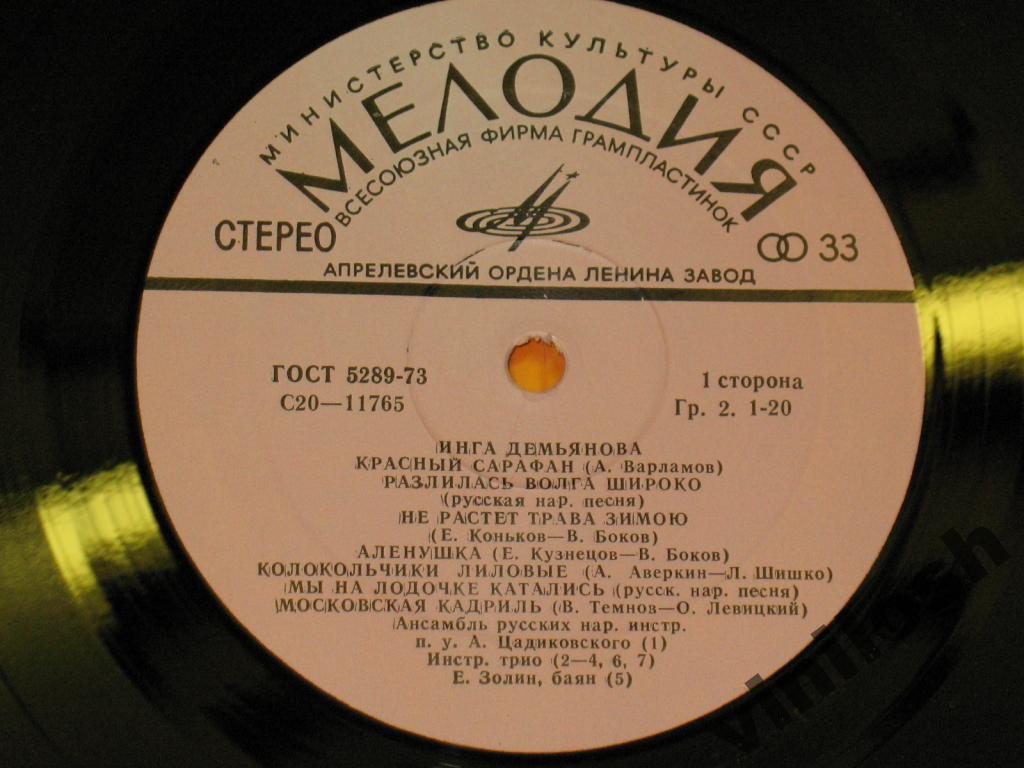 МИНИСТЕРСТВО КУЛЬТУРЫ СССР
МЕЛОДИЯ
ВСЕСОЮЗНАЯ ФИРМА ГРАМПЛАСТИНОК
СТЕРЕО
33
АПРЕЛЕВСКИЙ ОРДЕНА ЛЕНИНА ЗАВОД
ГОСТ 5289-73
1 сторона
С20—11765
Гр. 2. 1-20
ИНГА ДЕМЬЯНОВА
КРАСНЫЙ САРАФАН (А. Варламов)
РАЗЛИЛАСЬ ВОЛГА ШИРОКО
(русская нар. песня)
НЕ РАСТЕТ ТРАВА ЗИМОЮ
(Е. Коньков—В. Боков)
АЛЕНУШКА (Е. Кузнецов—В. Боков)
КОЛОКОЛЬЧИКИ ЛИЛОВЫЕ (А. Аверкин—Л. Шишко)
МЫ НА ЛОДОЧКЕ КАТАЛИСЬ (русск. нар. песня)
МОСКОВСКАЯ КАДРИЛЬ (В. Темнов—О. Левицкий)
Ансамбль русских нар. инстр.
п. у. А. Цадиковского (1)
Инстр. трио (2—4, 6, 7)
Е. Золин, баян (5)
vinilosh